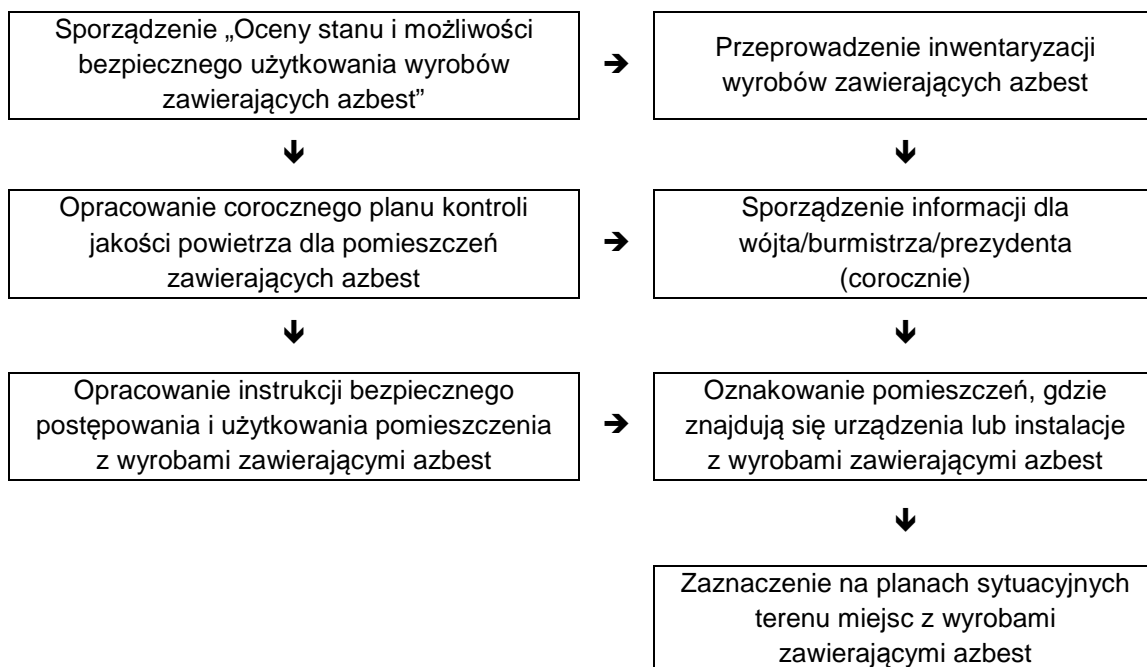 Sporządzenie „Oceny stanu i możliwości
bezpiecznego użytkowania wyrobów
zawierających azbest”
Przeprowadzenie inwentaryzacji
wyrobów zawierających azbest
Opracowanie corocznego planu kontroli
jakości powietrza dla pomieszczeń
zawierających azbest
Sporządzenie informacji dla
wójta/burmistrza/prezydenta
(corocznie)
Opracowanie instrukcji bezpiecznego
postępowania i użytkowania pomieszczenia
z wyrobami zawierającymi azbest
Oznakowanie pomieszczeń, gdzie
znajdują się urządzenia lub instalacje
z wyrobami zawierającymi azbest
Zaznaczenie na planach sytuacyjnych
terenu miejsc z wyrobami
zawierającymi azbest